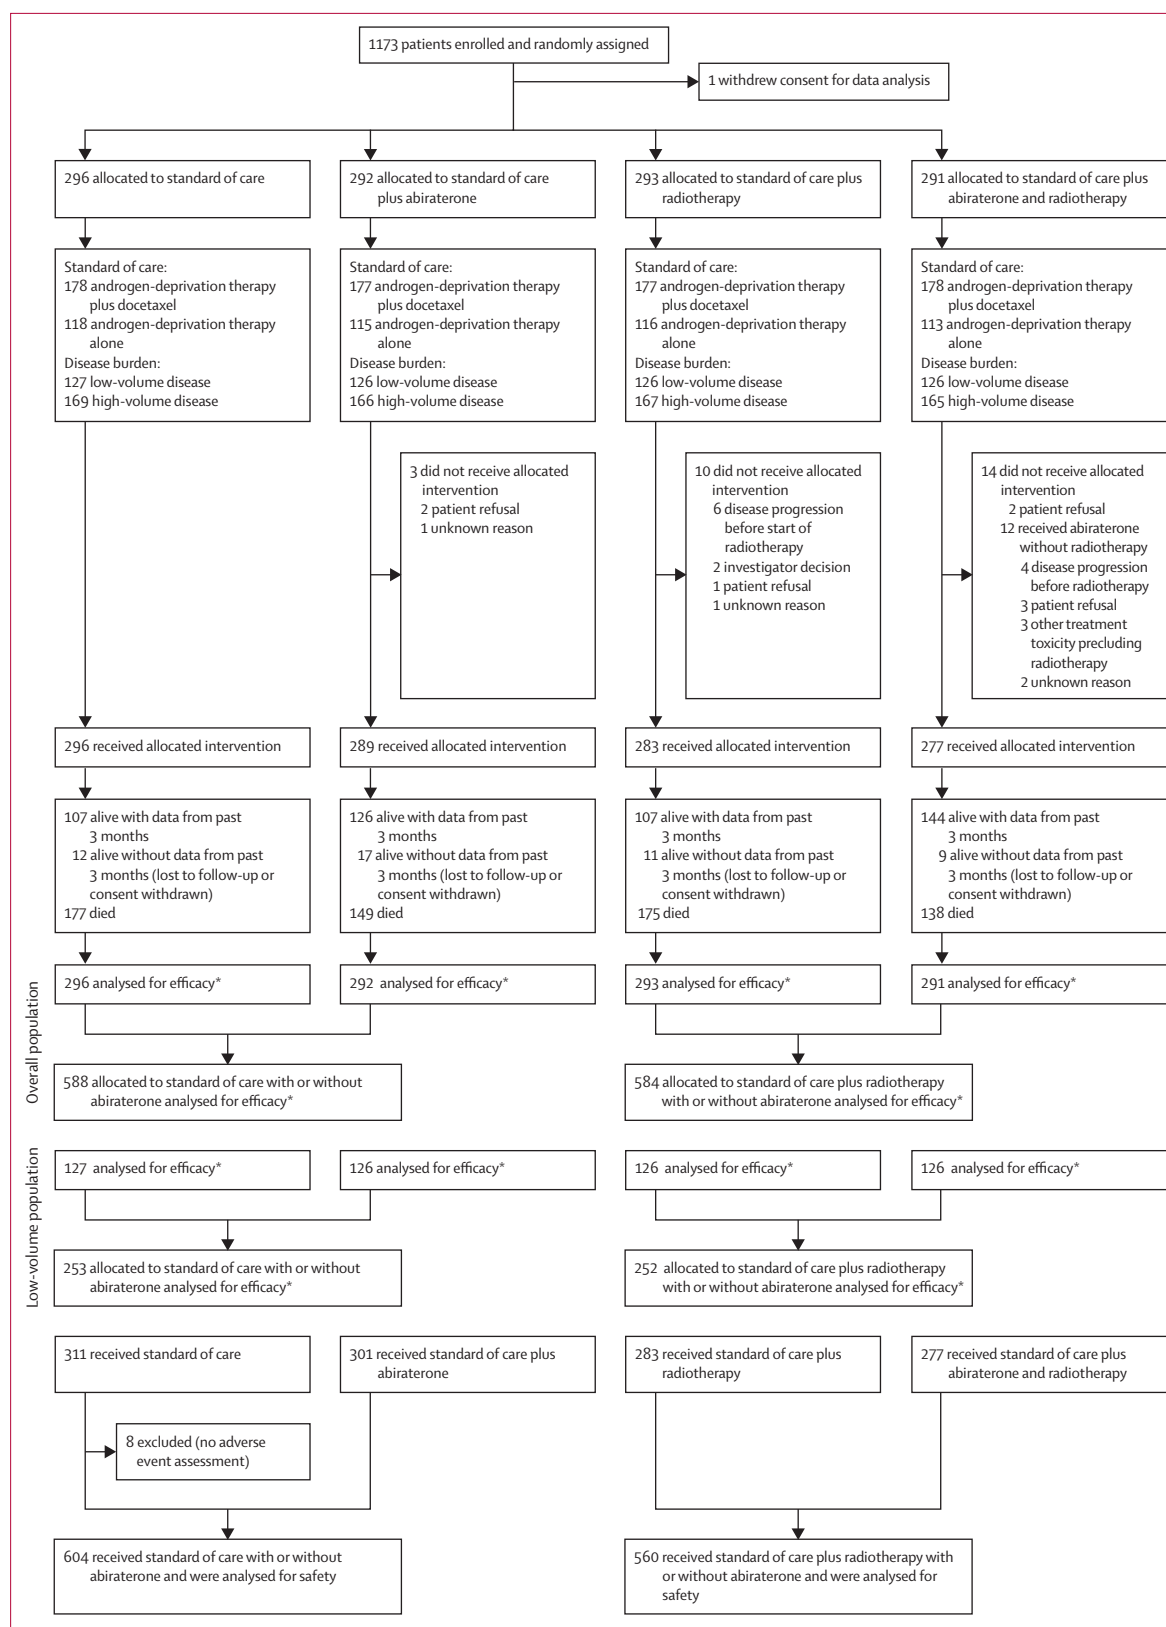 1173 patients enrolled and randomly assigned
1 withdrew consent for data analysis
296 allocated to standard of care
292 allocated to standard of care
plus abiraterone
293 allocated to standard of care plus
radiotherapy
291 allocated to standard of care plus
abiraterone and radiotherapy
Standard of care:
178 androgen-deprivation therapy
plus docetaxel
118 androgen-deprivation therapy
alone
Disease burden:
127 low-volume disease
169 high-volume disease
Standard of care:
177 androgen-deprivation therapy
plus docetaxel
115 androgen-deprivation therapy
alone
Disease burden:
126 low-volume disease
166 high-volume disease
Standard of care:
177 androgen-deprivation therapy
plus docetaxel
116 androgen-deprivation therapy
alone
Disease burden:
126 low-volume disease
167 high-volume disease
Standard of care:
178 androgen-deprivation therapy
plus docetaxel
113 androgen-deprivation therapy
alone
Disease burden:
126 low-volume disease
165 high-volume disease
3 did not receive allocated
intervention
2 patient refusal
1 unknown reason
10 did not receive allocated
intervention
6 disease progression
before start of
radiotherapy
2 investigator decision
1 patient refusal
1 unknown reason
14 did not receive allocated
intervention
2 patient refusal
12 received abiraterone
without radiotherapy
4 disease progression
before radiotherapy
3 patient refusal
3 other treatment
toxicity precluding
radiotherapy
2 unknown reason
296 received allocated intervention
289 received allocated intervention
283 received allocated intervention
277 received allocated intervention
107 alive with data from past
3 months
12 alive without data from past
3 months (lost to follow-up or
consent withdrawn)
177 died
126 alive with data from past
3 months
17 alive without data from past
3 months (lost to follow-up or
consent withdrawn)
149 died
107 alive with data from past
3 months
11 alive without data from past
3 months (lost to follow-up or
consent withdrawn)
175 died
144 alive with data from past
3 months
9 alive without data from past
3 months (lost to follow-up or
consent withdrawn)
138 died
Overall population
296 analysed for efficacy*
292 analysed for efficacy*
293 analysed for efficacy*
291 analysed for efficacy*
588 allocated to standard of care with or without
abiraterone analysed for efficacy*
584 allocated to standard of care plus radiotherapy
with or without abiraterone analysed for efficacy*
Low-volume population
127 analysed for efficacy*
126 analysed for efficacy*
126 analysed for efficacy*
126 analysed for efficacy*
253 allocated to standard of care with or without
abiraterone analysed for efficacy*
252 allocated to standard of care plus radiotherapy
with or without abiraterone analysed for efficacy*
311 received standard of care
301 received standard of care plus
abiraterone
283 received standard of care plus
radiotherapy
277 received standard of care plus
abiraterone and radiotherapy
8 excluded (no adverse
event assessment)
604 received standard of care with or without
abiraterone and were analysed for safety
560 received standard of care plus radiotherapy with
or without abiraterone and were analysed for
safety